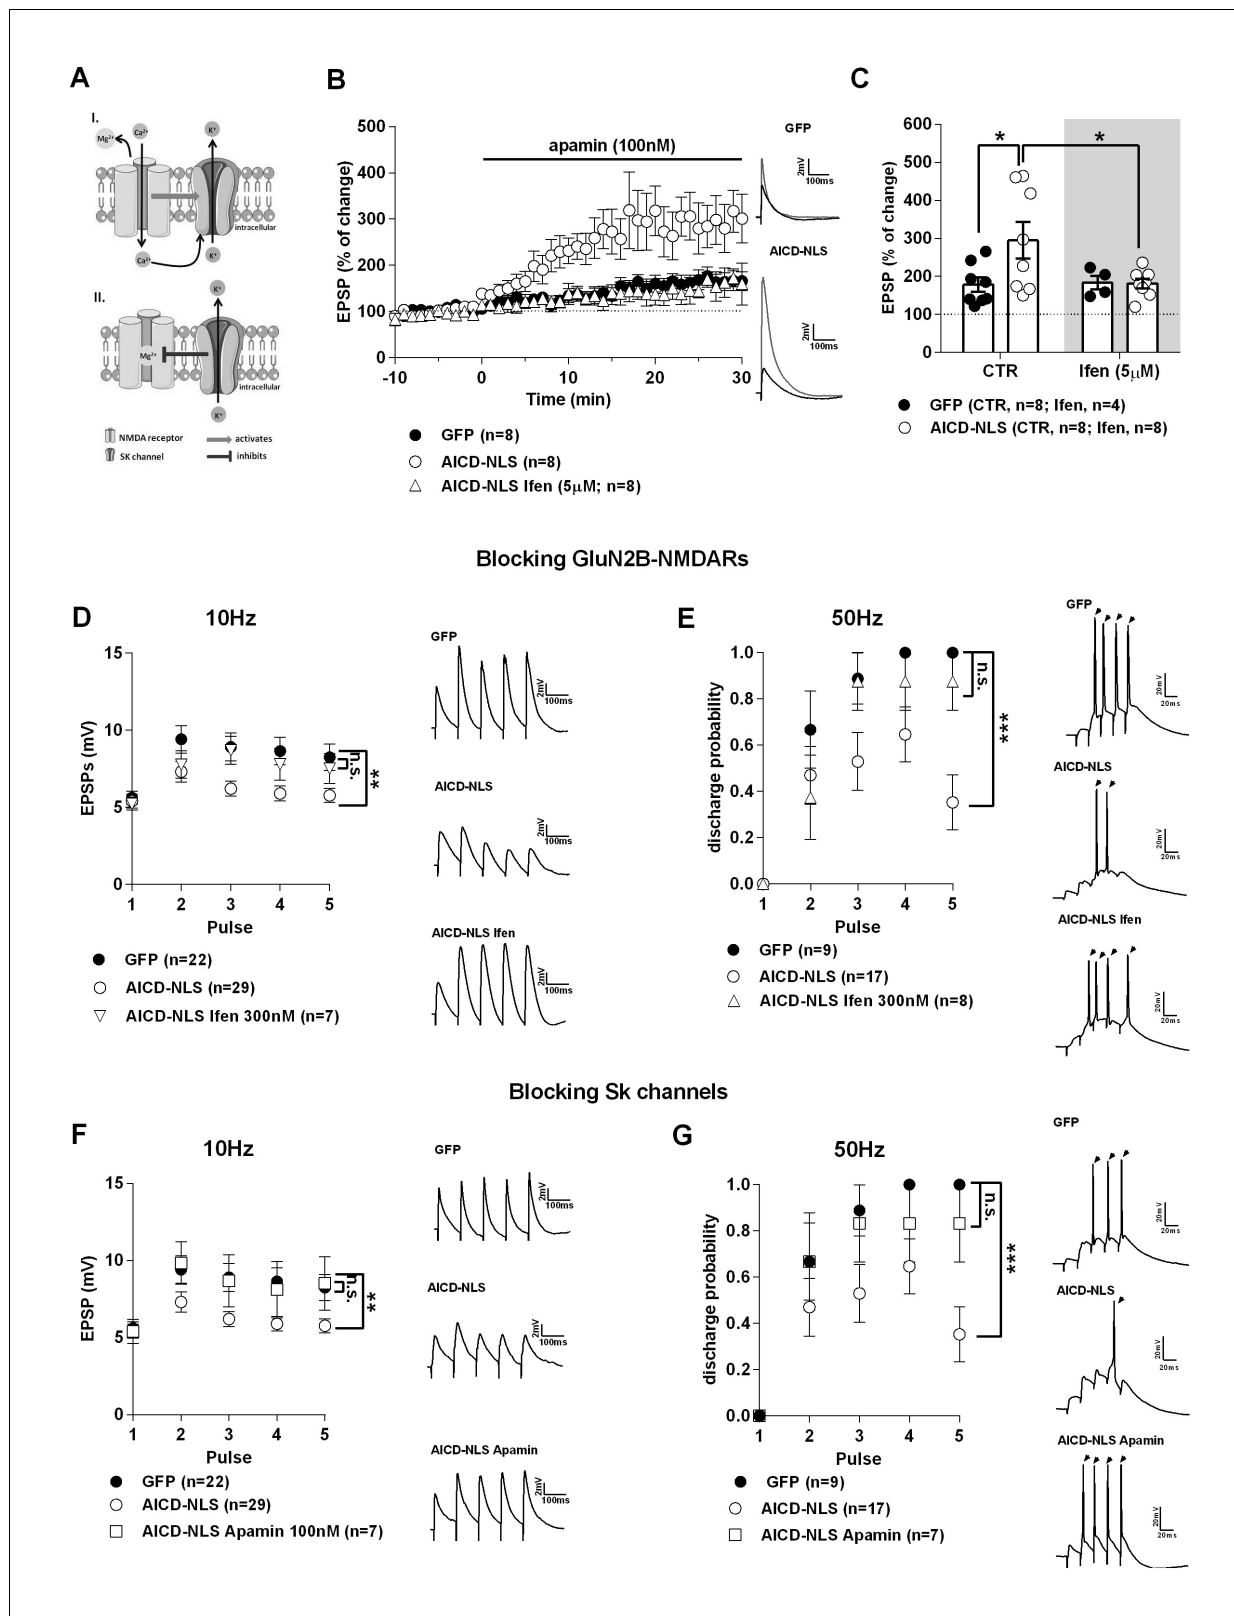 A
I.
Mg²⁺
Ca²⁺
K⁺
intracellular
Ca²⁺
K⁺
II.
K⁺
Mg²⁺
intracellular
K⁺
NMDA receptor
activates
SK channel
inhibits
B
500
400
300
200
100
0
EPSP (% of change)
apamin (100nM)
-10
0
10
20
30
Time (min)
GFP
2mV
100ms
AICD-NLS
2mV
100ms
GFP (n=8)
AICD-NLS (n=8)
AICD-NLS Ifen (5μM; n=8)
C
600
500
400
300
200
100
0
EPSP (% of change)
*
*
CTR
Ifen (5μM)
GFP (CTR, n=8; Ifen, n=4)
AICD-NLS (CTR, n=8; Ifen, n=8)
Blocking GluN2B-NMDARs
D
10Hz
15
10
5
0
EPSPs (mV)
n.s.
**
1
2
3
4
5
Pulse
GFP (n=22)
AICD-NLS (n=29)
AICD-NLS Ifen 300nM (n=7)
GFP
2mV
100ms
AICD-NLS
2mV
100ms
AICD-NLS Ifen
2mV
100ms
E
50Hz
1.0
0.8
0.6
0.4
0.2
0.0
discharge probability
n.s.
***
1
2
3
4
5
Pulse
GFP (n=9)
AICD-NLS (n=17)
AICD-NLS Ifen 300nM (n=8)
GFP
20mV
20ms
AICD-NLS
20mV
20ms
AICD-NLS Ifen
20mV
20ms
Blocking Sk channels
F
10Hz
15
10
5
0
EPSP (mV)
n.s.
**
1
2
3
4
5
Pulse
GFP (n=22)
AICD-NLS (n=29)
AICD-NLS Apamin 100nM (n=7)
GFP
2mV
100ms
AICD-NLS
2mV
100ms
AICD-NLS Apamin
2mV
100ms
G
50Hz
1.0
0.8
0.6
0.4
0.2
0.0
discharge probability
n.s.
***
1
2
3
4
5
Pulse
GFP (n=9)
AICD-NLS (n=17)
AICD-NLS Apamin (n=7)
GFP
20mV
20ms
AICD-NLS
20mV
20ms
AICD-NLS Apamin
20mV
20ms